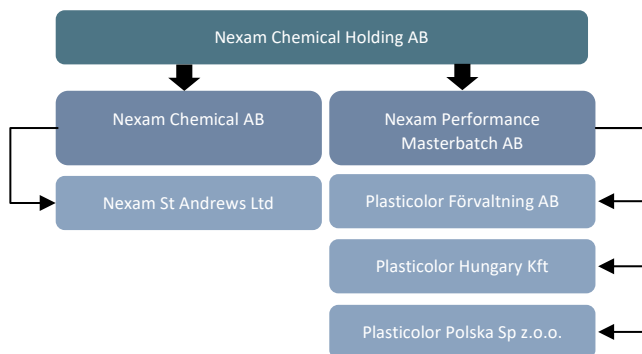 Nexam Chemical Holding AB
Nexam Chemical AB
Nexam Performance
Masterbatch AB
Nexam St Andrews Ltd
Plasticolor Förvaltning AB
Plasticolor Hungary Kft
Plasticolor Polska Sp z.o.o.